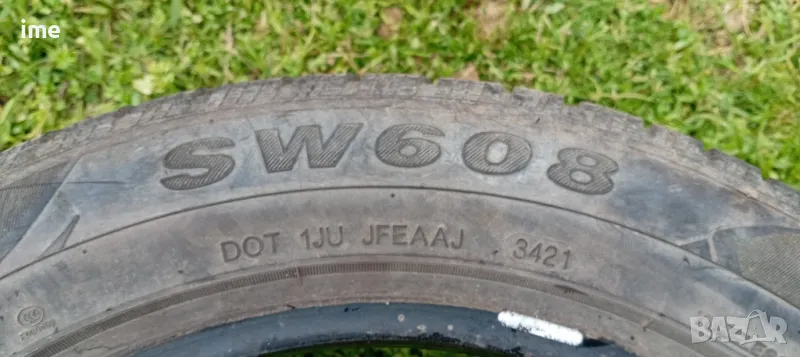 ime
SW608
DOT 1JU JFEAAJ 3421
BAZAR